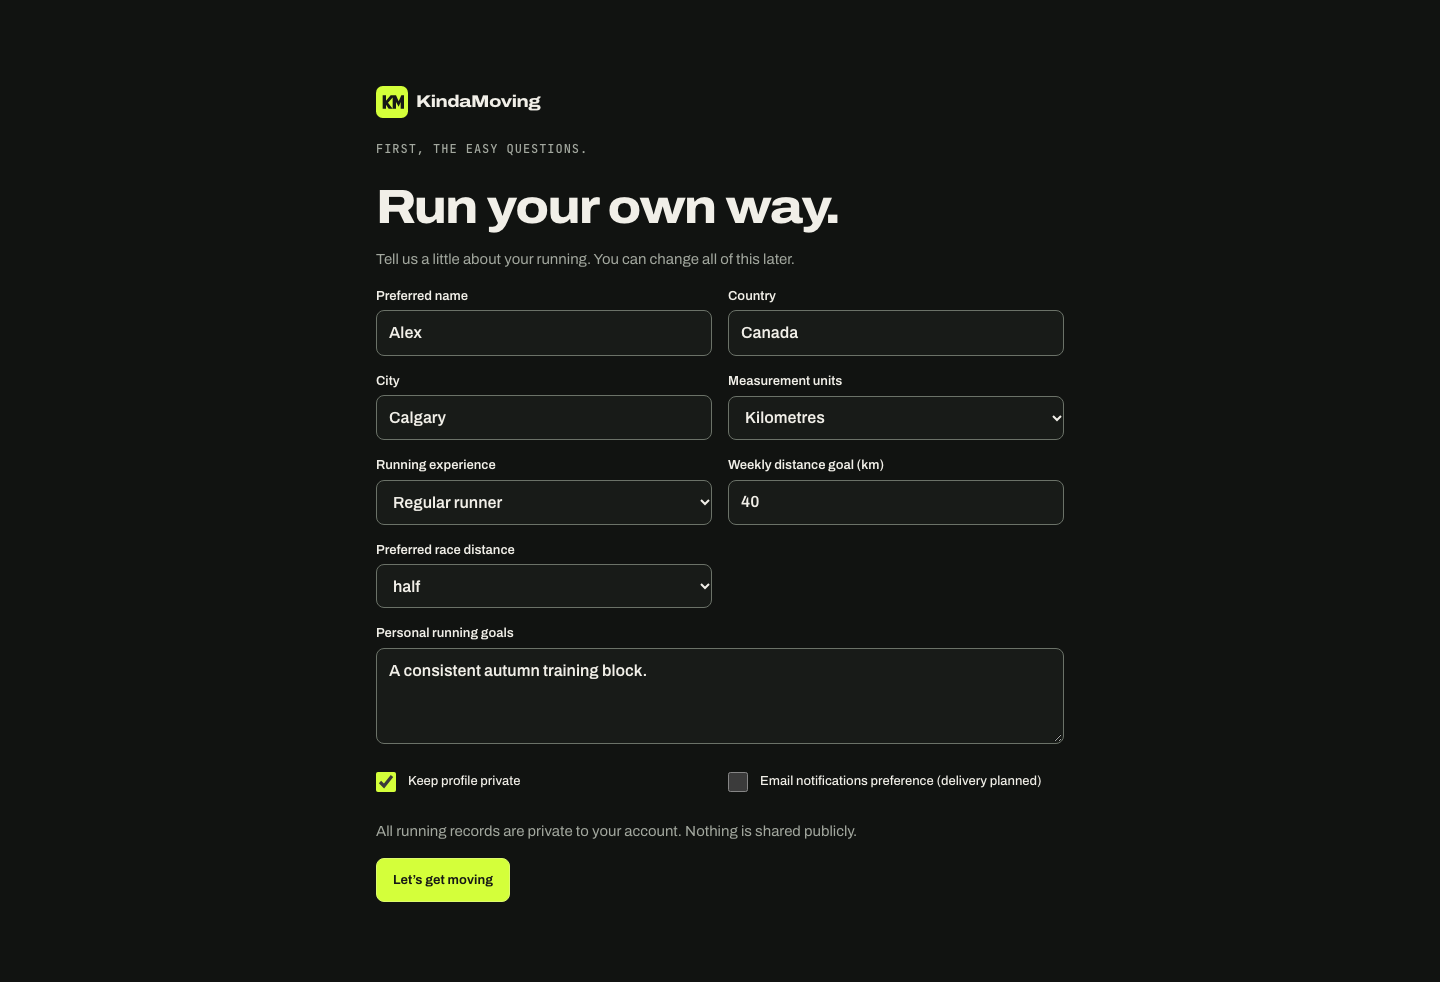 KM KindaMoving
FIRST, THE EASY QUESTIONS.
Run your own way.
Tell us a little about your running. You can change all of this later.
Preferred name
Alex
Country
Canada
City
Calgary
Measurement units
Kilometres
Running experience
Regular runner
Weekly distance goal (km)
40
Preferred race distance
half
Personal running goals
A consistent autumn training block.
Keep profile private
Email notifications preference (delivery planned)
All running records are private to your account. Nothing is shared publicly.
Let’s get moving